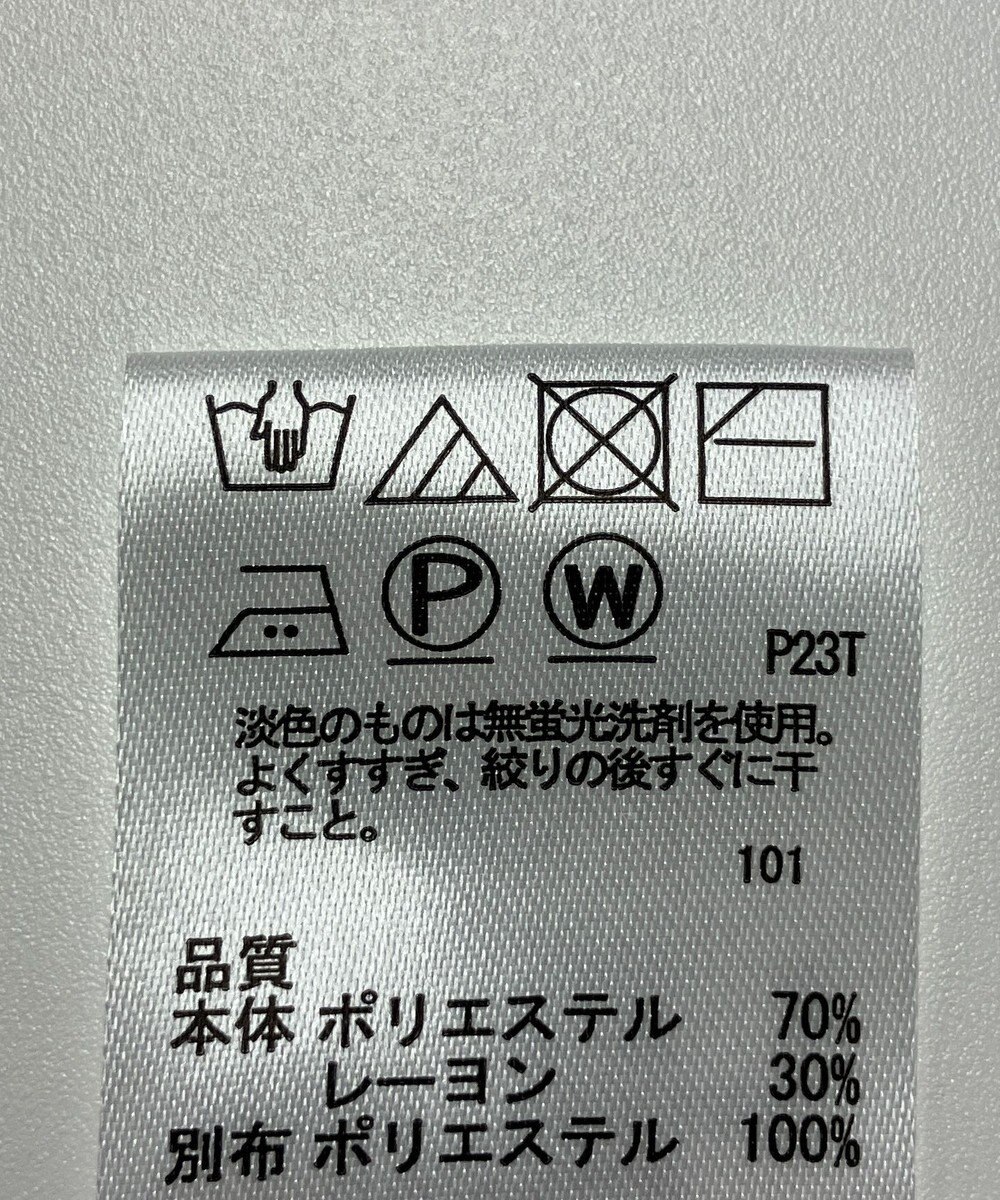 P W
P23T
淡色のものは無蛍光洗剤を使用。
よくすすぎ、絞りの後すぐに干
すこと。
101
品質
本体 ポリエステル 70%
レーヨン 30%
別布 ポリエステル 100%